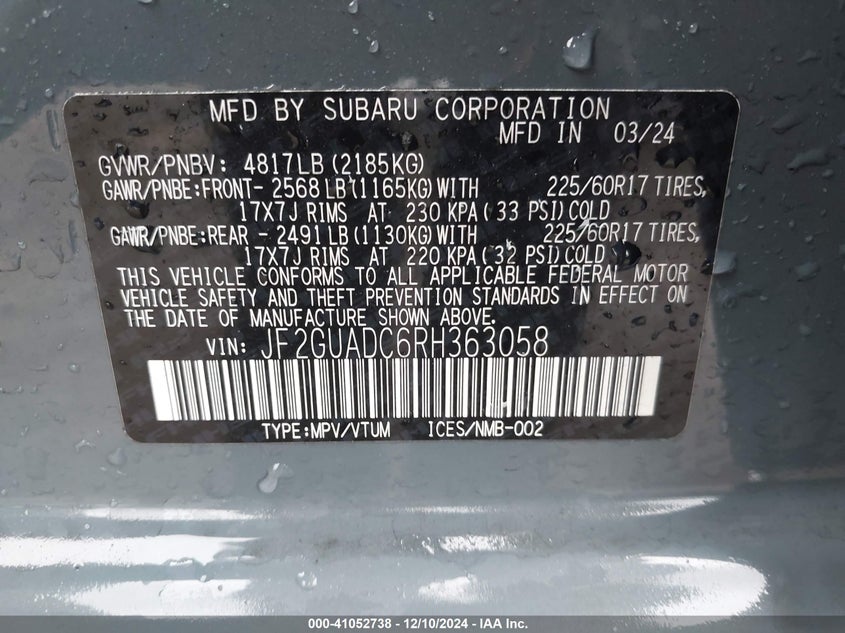 MFD BY SUBARU CORPORATION
MFD IN 03/24
GVWR/PNBV: 4817LB (2185KG)
GAWR/PNBE:FRONT- 2568 LB (1165KG) WITH 225/60R17 TIRES,
17X7J RIMS AT 230 KPA ( 33 PSI) COLD
GAWR/PNBE:REAR - 2491 LB (1130KG) WITH 225/60R17 TIRES,
17X7J RIMS AT 220 KPA ( 32 PSI) COLD
THIS VEHICLE CONFORMS TO ALL APPLICABLE FEDERAL MOTOR
VEHICLE SAFETY AND THEFT PREVENTION STANDARDS IN EFFECT ON
THE DATE OF MANUFACTURE SHOWN ABOVE.
VIN: JF2GUADC6RH363058
TYPE:MPV/VTUM ICES/NMB-002
000-41052738 - 12/10/2024 - IAA Inc.